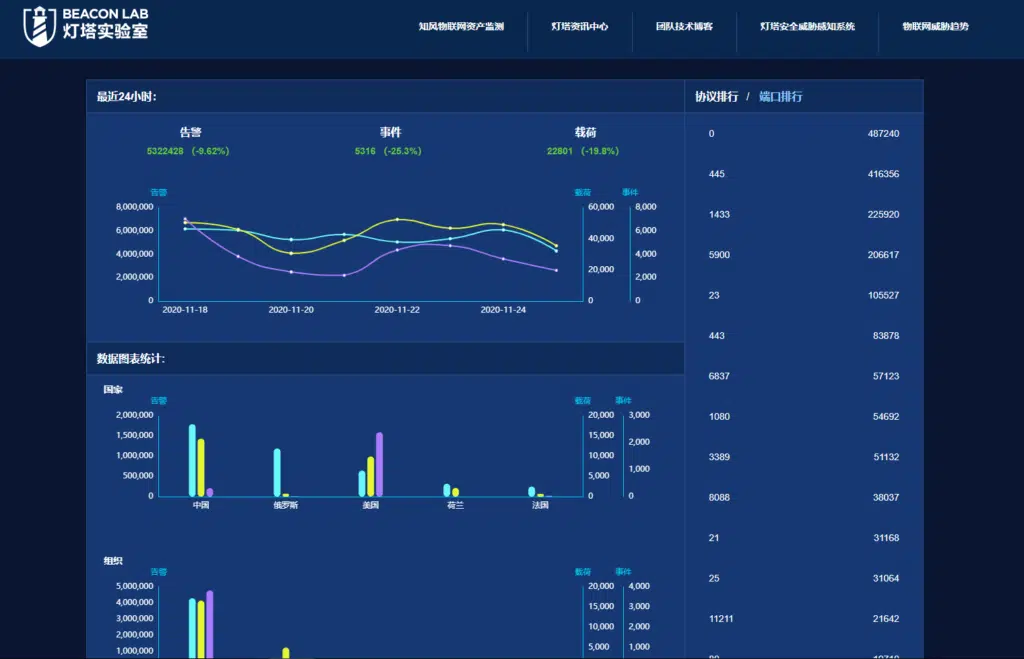 BEACON LAB
灯塔实验室
知风物联网资产监测 灯塔资讯中心 团队技术博客 灯塔安全威胁感知系统 物联网威胁趋势
最近24小时:
告警 事件 载荷
5322428 (-9.62%) 5316 (-25.3%) 22801 (-19.8%)
告警 载荷 事件
8,000,000 60,000 8,000
6,000,000 40,000 6,000
4,000,000 20,000 4,000
2,000,000 0 2,000
0 0
2020-11-18 2020-11-20 2020-11-22 2020-11-24
数据图表统计:
国家
告警 载荷 事件
2,000,000 20,000 3,000
1,500,000 15,000 2,000
1,000,000 10,000 1,000
500,000 5,000 0
0 0
中国 俄罗斯 美国 荷兰 法国
组织
告警 载荷 事件
5,000,000 20,000 4,000
4,000,000 15,000 3,000
3,000,000 10,000 2,000
2,000,000 5,000 1,000
1,000,000
协议排行 / 端口排行
0 487240
445 416356
1433 225920
5900 206617
23 105527
443 83878
6837 57123
1080 54692
3389 51132
8088 38037
21 31168
25 31064
11211 21642